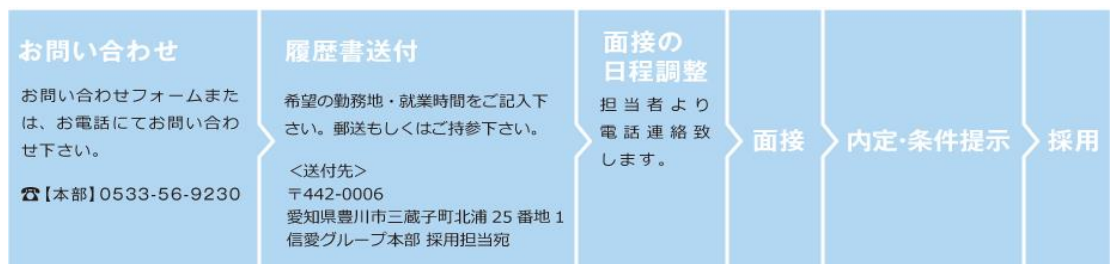 お問い合わせ
お問い合わせフォームまた
は、お電話にてお問い合わ
せ下さい。
☎【本部】0533-56-9230
履歴書送付
希望の勤務地・就業時間をご記入下
さい。郵送もしくはご持参下さい。
＜送付先＞
〒442-0006
愛知県豊川市三蔵子町北浦 25 番地 1
信愛グループ本部 採用担当宛
面接の
日程調整
担当者より
電話連絡致
します。
面接
内定・条件提示
採用